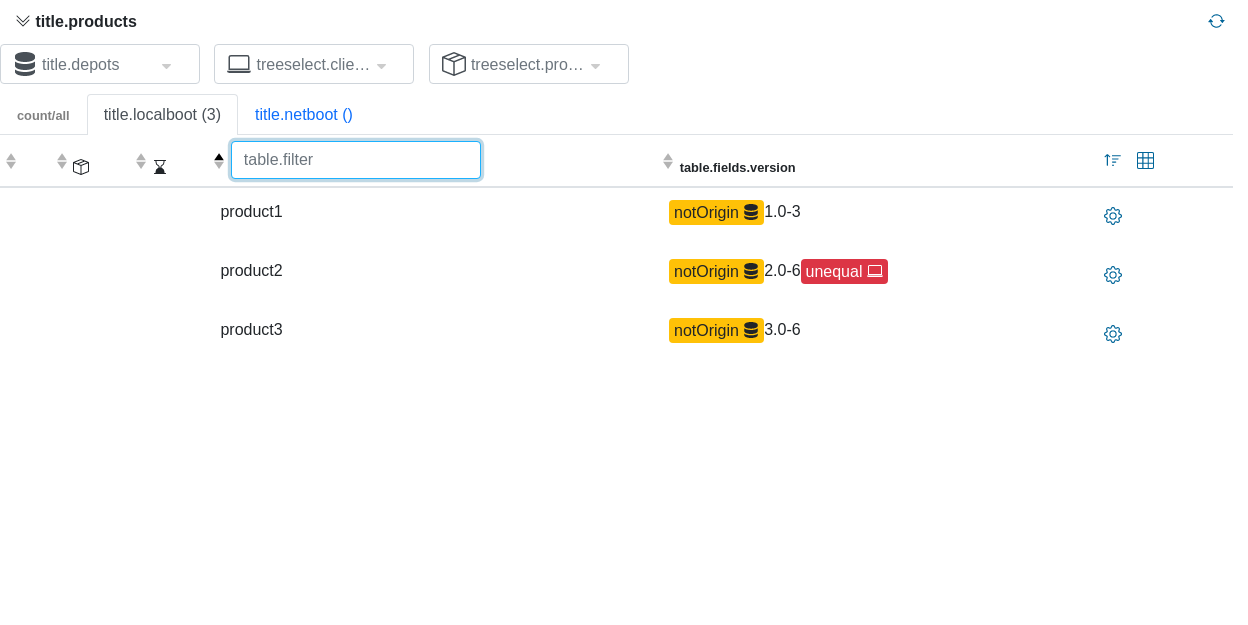 title.products
title.depots
treeselect.clie…
treeselect.pro…
count/all
title.localboot (3)
title.netboot ()
table.filter
table.fields.version
product1
notOrigin
1.0-3
product2
notOrigin
2.0-6
unequal
product3
notOrigin
3.0-6